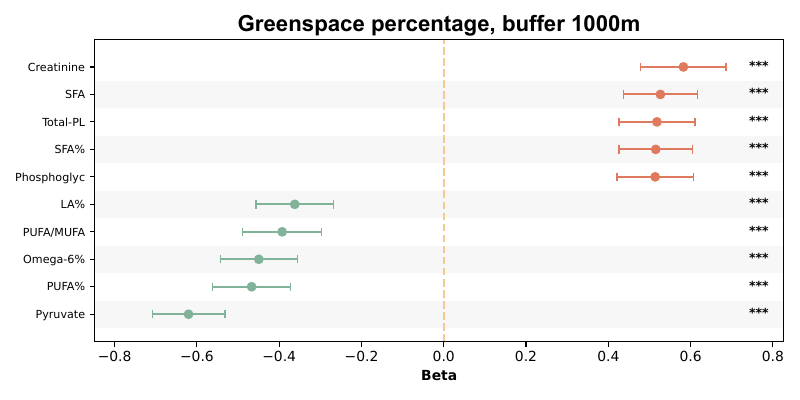 Greenspace percentage, buffer 1000m
Creatinine ***
SFA ***
Total-PL ***
SFA% ***
Phosphoglyc ***
LA% ***
PUFA/MUFA ***
Omega-6% ***
PUFA% ***
Pyruvate ***
−0.8 −0.6 −0.4 −0.2 0.0 0.2 0.4 0.6 0.8
Beta